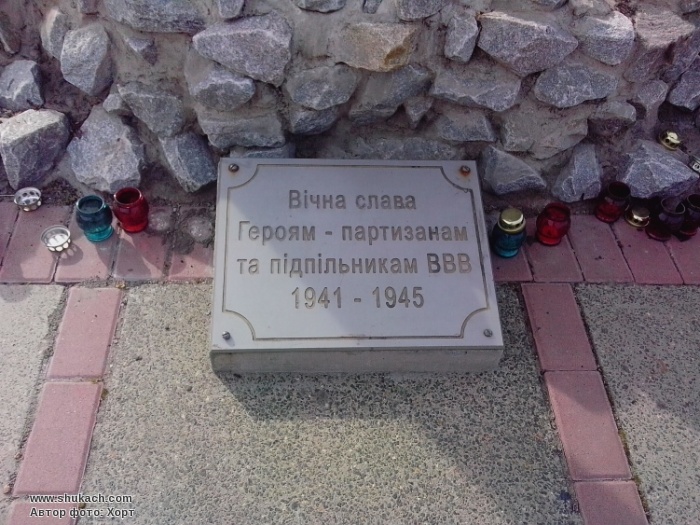 Вічна слава
Героям - партизанам
та підпільникам ВВВ
1941 - 1945
www.shukach.com
Автор фото: Хорт